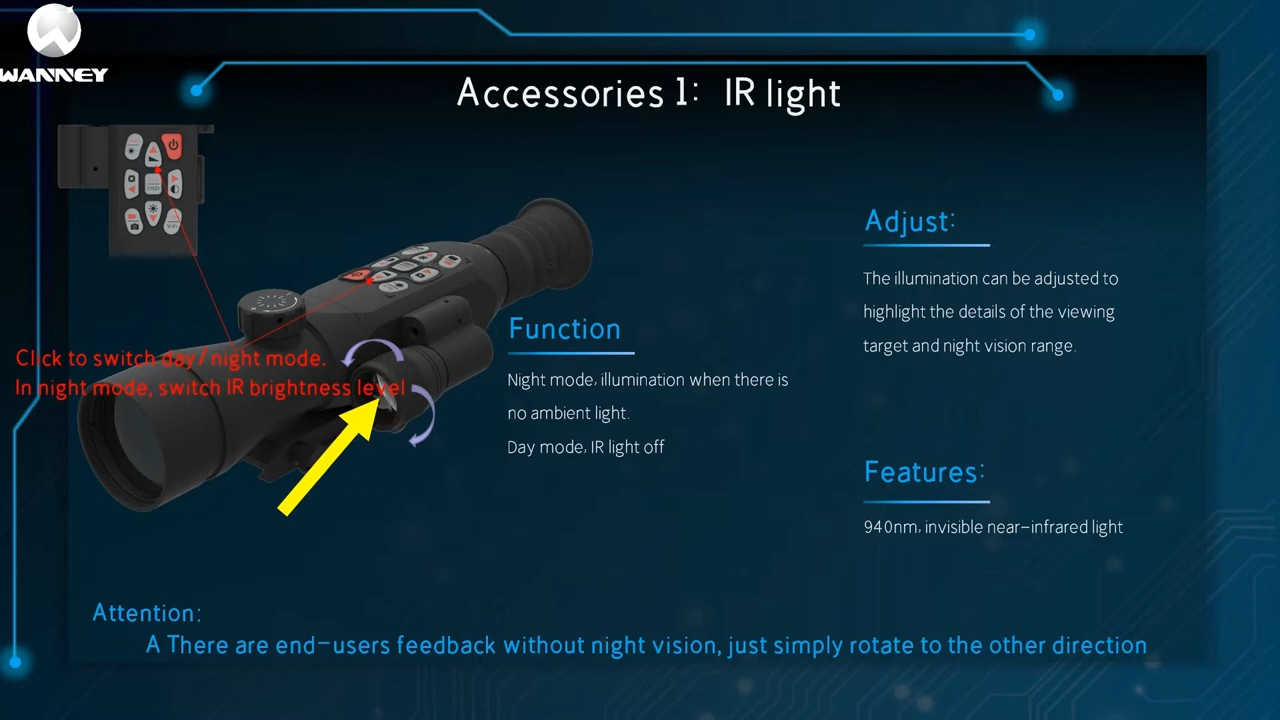 WANNEY
Accessories 1: IR light
OSD
Click to switch day/night mode.
In night mode, switch IR brightness level
Function
Night mode, illumination when there is
no ambient light.
Day mode, IR light off
Adjust:
The illumination can be adjusted to
highlight the details of the viewing
target and night vision range.
Features:
940nm, invisible near-infrared light
Attention:
A There are end-users feedback without night vision, just simply rotate to the other direction